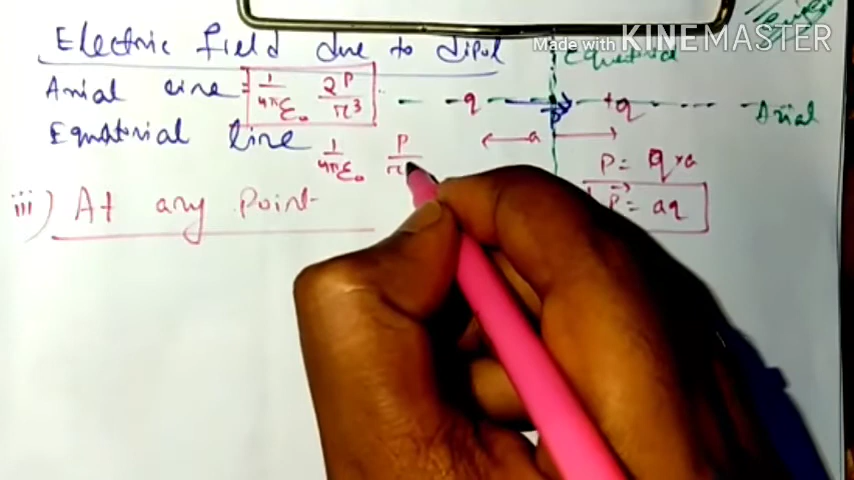 Made with KINEMASTER
Electric field due to dipol
Equatorial
Axial line = 1/4πε₀ 2P/r³
-q +q
Axial
Equatorial line 1/4πε₀ P/r
a
P = q×a
iii) At any Point
P⃗ = aq